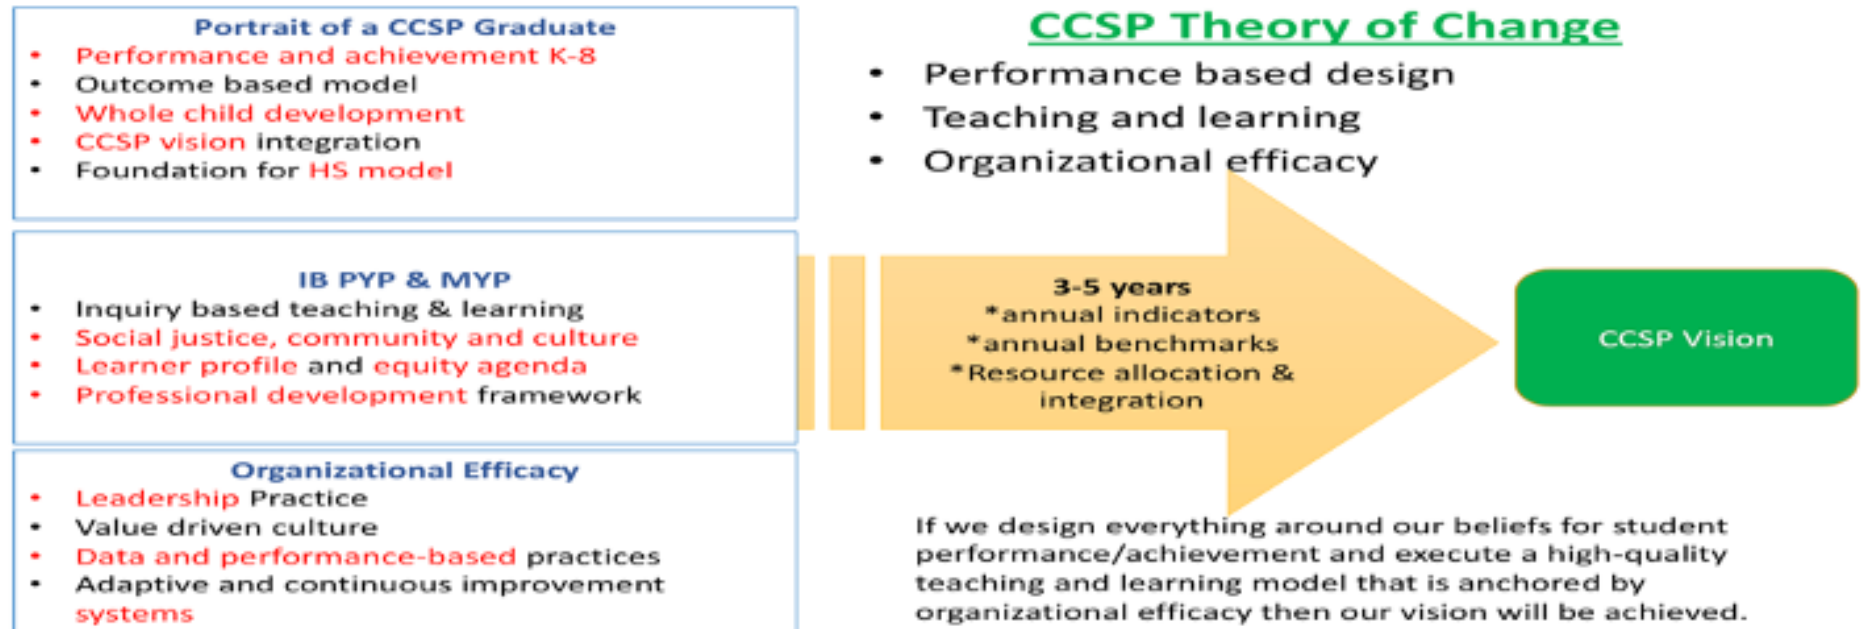 Portrait of a CCSP Graduate
• Performance and achievement K-8
• Outcome based model
• Whole child development
• CCSP vision integration
• Foundation for HS model
IB PYP & MYP
• Inquiry based teaching & learning
• Social justice, community and culture
• Learner profile and equity agenda
• Professional development framework
Organizational Efficacy
• Leadership Practice
• Value driven culture
• Data and performance-based practices
• Adaptive and continuous improvement
systems
CCSP Theory of Change
• Performance based design
• Teaching and learning
• Organizational efficacy
3-5 years
*annual indicators
*annual benchmarks
*Resource allocation &
integration
CCSP Vision
If we design everything around our beliefs for student
performance/achievement and execute a high-quality
teaching and learning model that is anchored by
organizational efficacy then our vision will be achieved.